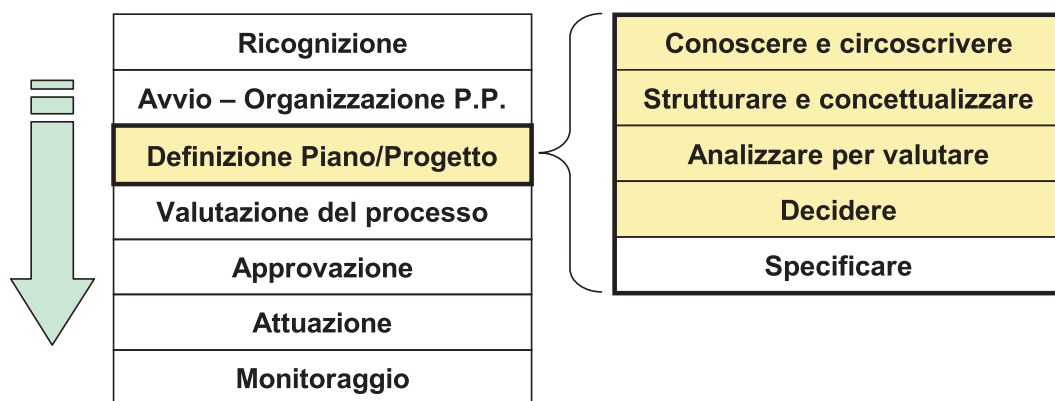 Ricognizione
Avvio – Organizzazione P.P.
Definizione Piano/Progetto
Valutazione del processo
Approvazione
Attuazione
Monitoraggio
Conoscere e circoscrivere
Strutturare e concettualizzare
Analizzare per valutare
Decidere
Specificare